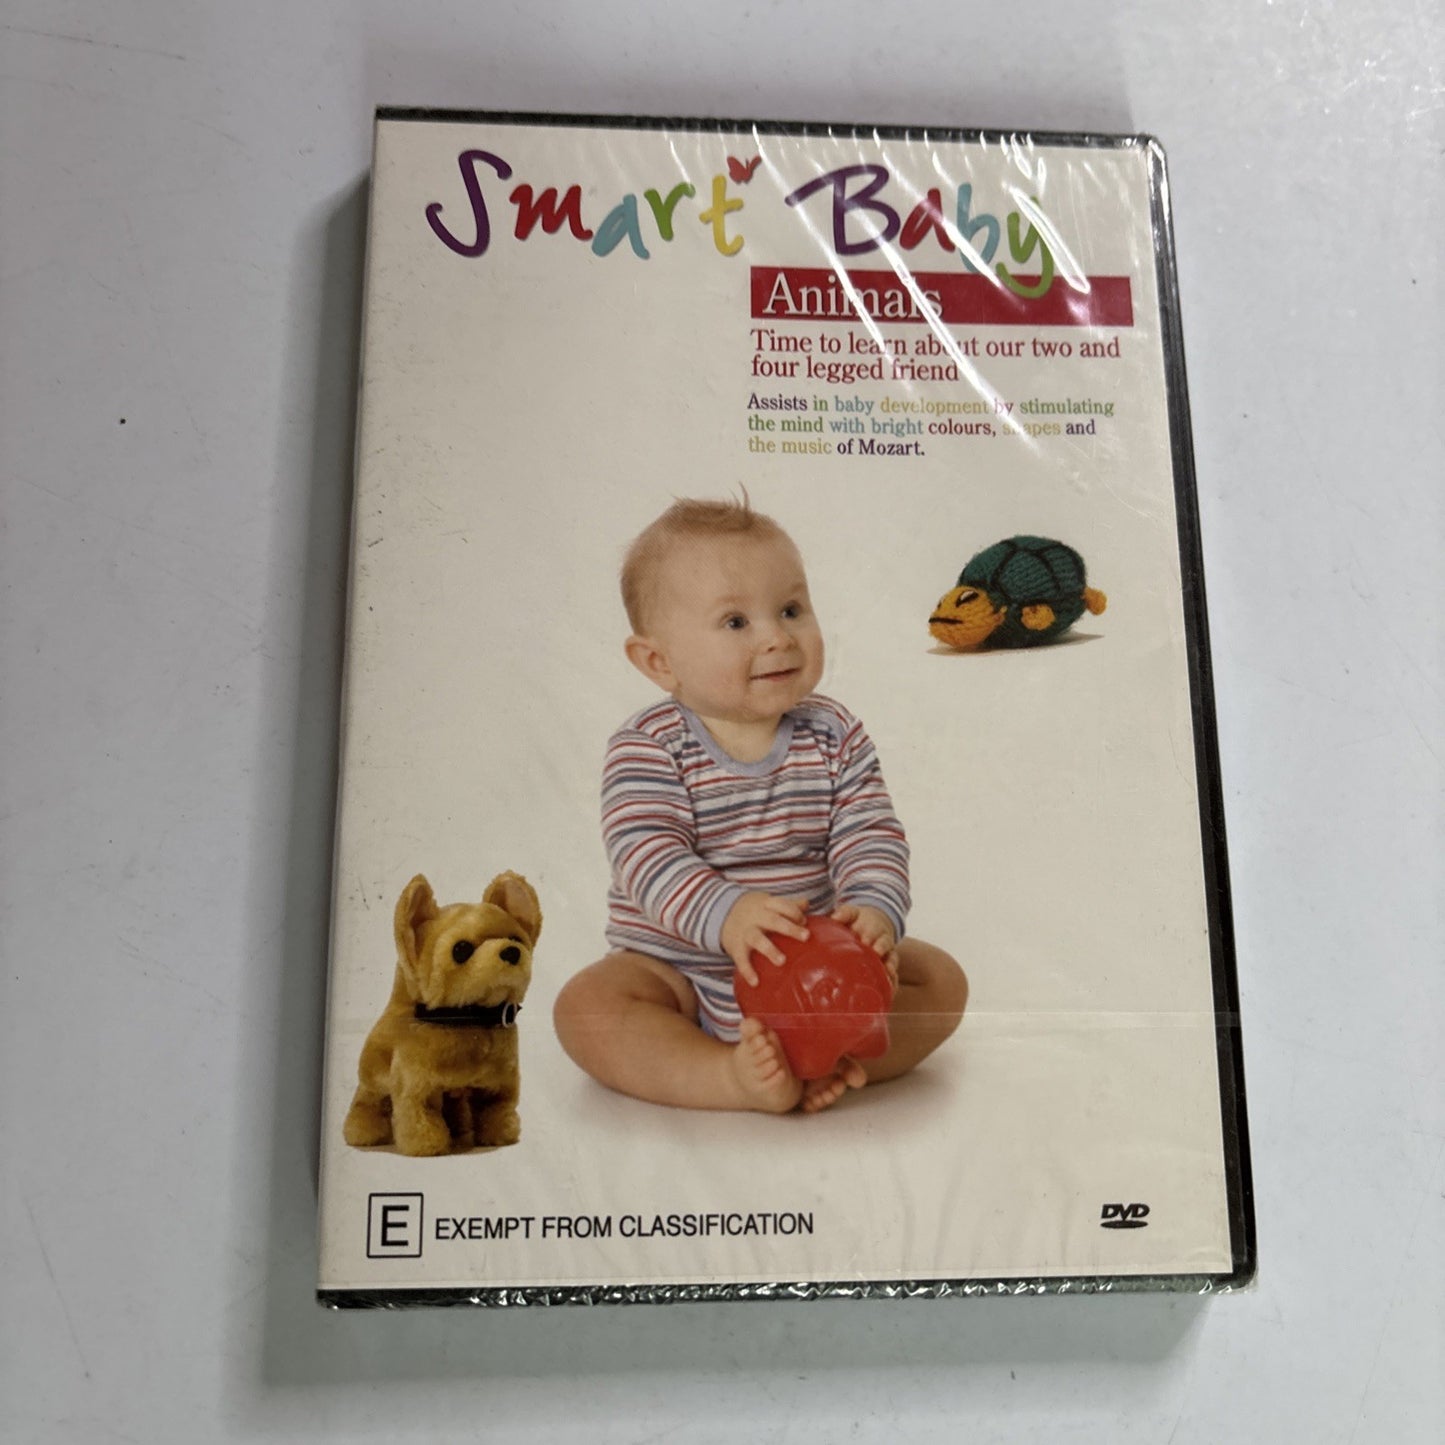 Smart Baby
Animals
Time to learn about our two and
four legged friend
Assists in baby development by stimulating
the mind with bright colours, shapes and
the music of Mozart.
E EXEMPT FROM CLASSIFICATION
DVD